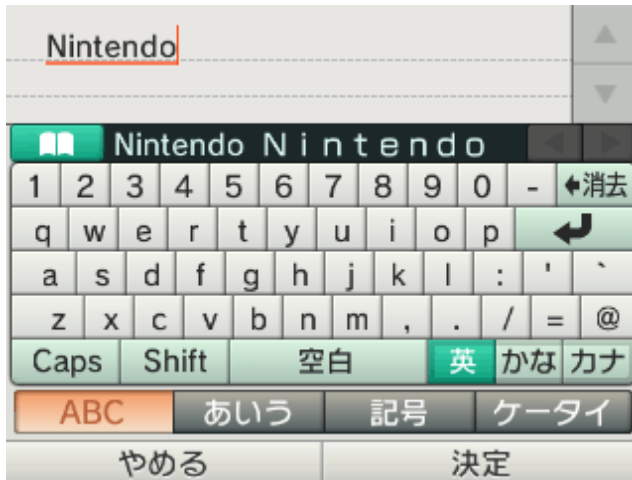 Nintendo
Nintendo Ｎｉｎｔｅｎｄｏ
1 2 3 4 5 6 7 8 9 0 - 消去
q w e r t y u i o p
a s d f g h j k l : ' `
z x c v b n m , . / = @
Caps Shift 空白 英 かな カナ
ABC あいう 記号 ケータイ
やめる 決定